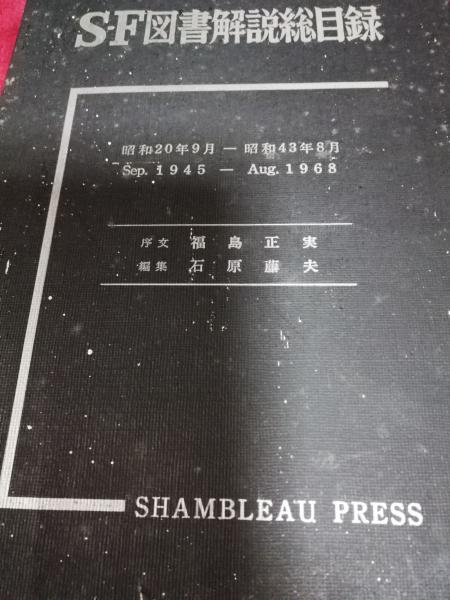 SF図書解説総目録
昭和20年9月 — 昭和43年8月
Sep. 1945 — Aug. 1968
序文 福島正実
編集 石原藤夫
SHAMBLEAU PRESS